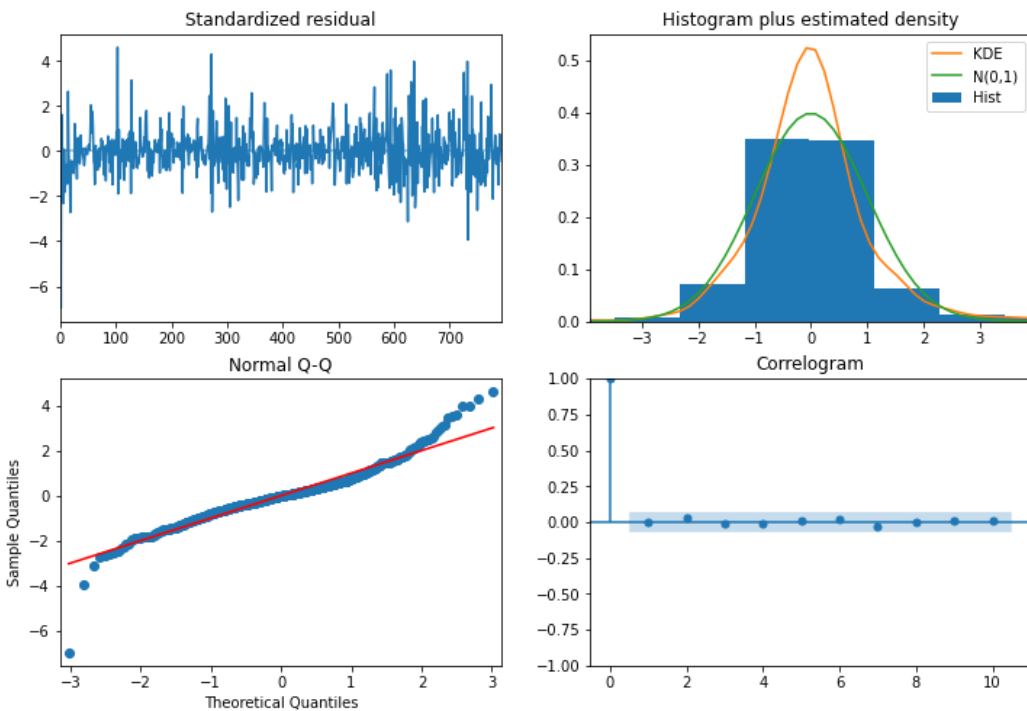 Standardized residual
4
2
0
−2
−4
−6
0 100 200 300 400 500 600 700
Histogram plus estimated density
KDE
N(0,1)
Hist
0.5
0.4
0.3
0.2
0.1
0.0
−3 −2 −1 0 1 2 3
Normal Q-Q
Sample Quantiles
4
2
0
−2
−4
−6
−3 −2 −1 0 1 2 3
Theoretical Quantiles
Correlogram
1.00
0.75
0.50
0.25
0.00
−0.25
−0.50
−0.75
−1.00
0 2 4 6 8 10